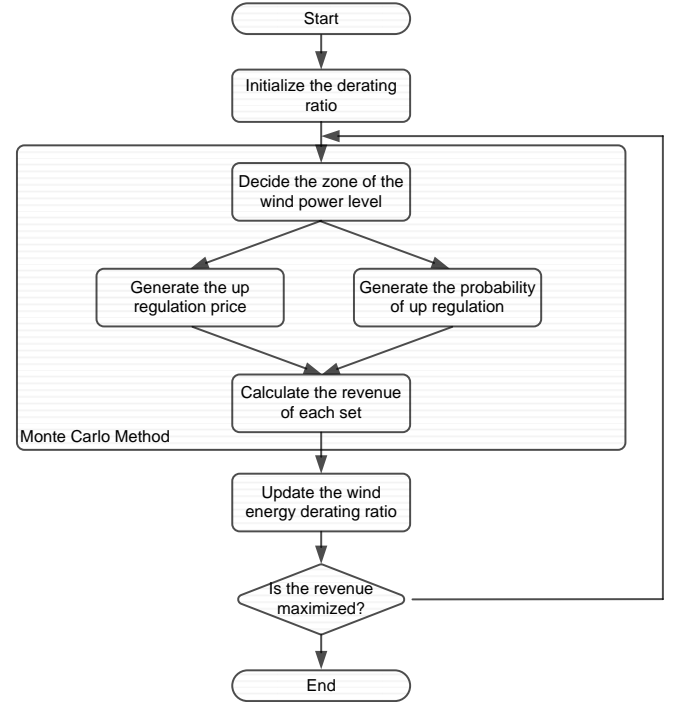 Start
Initialize the derating
ratio
Decide the zone of the
wind power level
Generate the up
regulation price
Generate the probability
of up regulation
Calculate the revenue
of each set
Monte Carlo Method
Update the wind
energy derating ratio
Is the revenue
maximized?
End